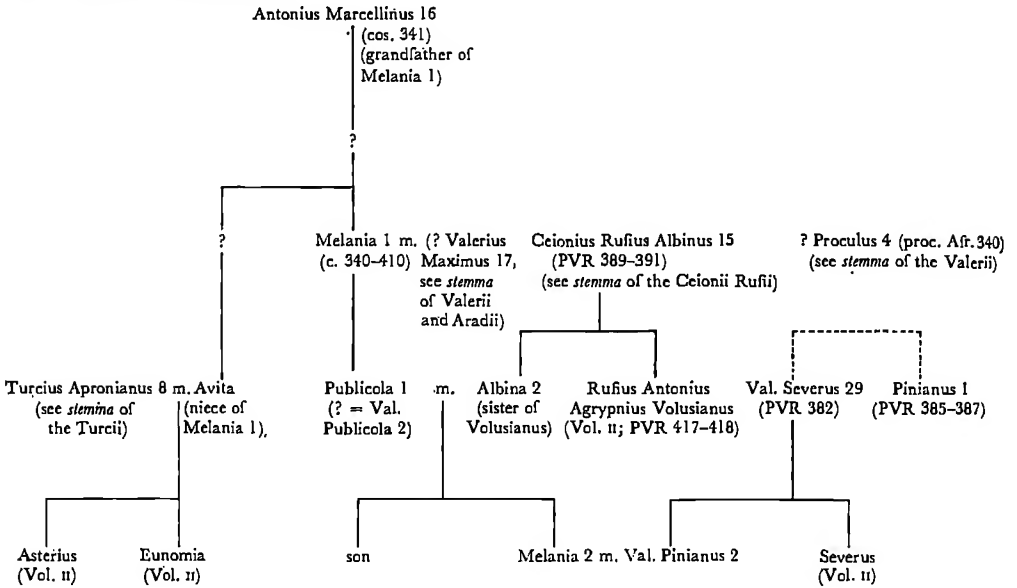 Antonius Marcellinus 16
(cos. 341)
(grandfather of
Melania 1)
?
?
Melania 1 m. (? Valerius
(c. 340–410) Maximus 17,
see stemma
of Valerii
and Aradii)
Ceionius Rufius Albinus 15
(PVR 389–391)
(see stemma of the Ceionii Rufii)
? Proculus 4 (proc. Afr. 340)
(see stemma of the Valerii)
Turcius Apronianus 8 m. Avita
(see stemma of
the Turcii)
(niece of
Melania 1)
Publicola 1
(? = Val.
Publicola 2)
m.
Albina 2
(sister of
Volusianus)
Rufius Antonius
Agrypnius Volusianus
(Vol. II; PVR 417–418)
Val. Severus 29
(PVR 382)
Pinianus 1
(PVR 385–387)
Asterius
(Vol. II)
Eunomia
(Vol. II)
son
Melania 2 m. Val. Pinianus 2
Severus
(Vol. II)